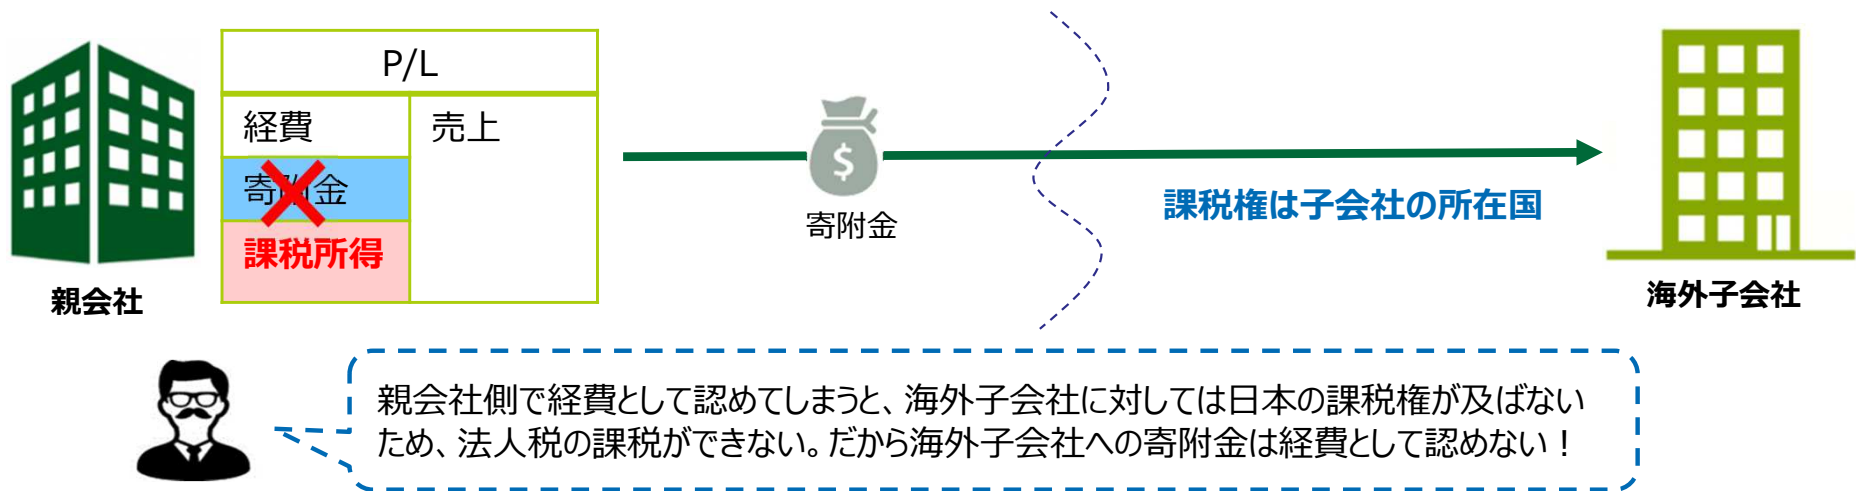 P/L
経費
売上
寄附金
課税所得
親会社
$
寄附金
課税権は子会社の所在国
海外子会社
親会社側で経費として認めてしまうと、海外子会社に対しては日本の課税権が及ばない
ため、法人税の課税ができない。だから海外子会社への寄附金は経費として認めない！